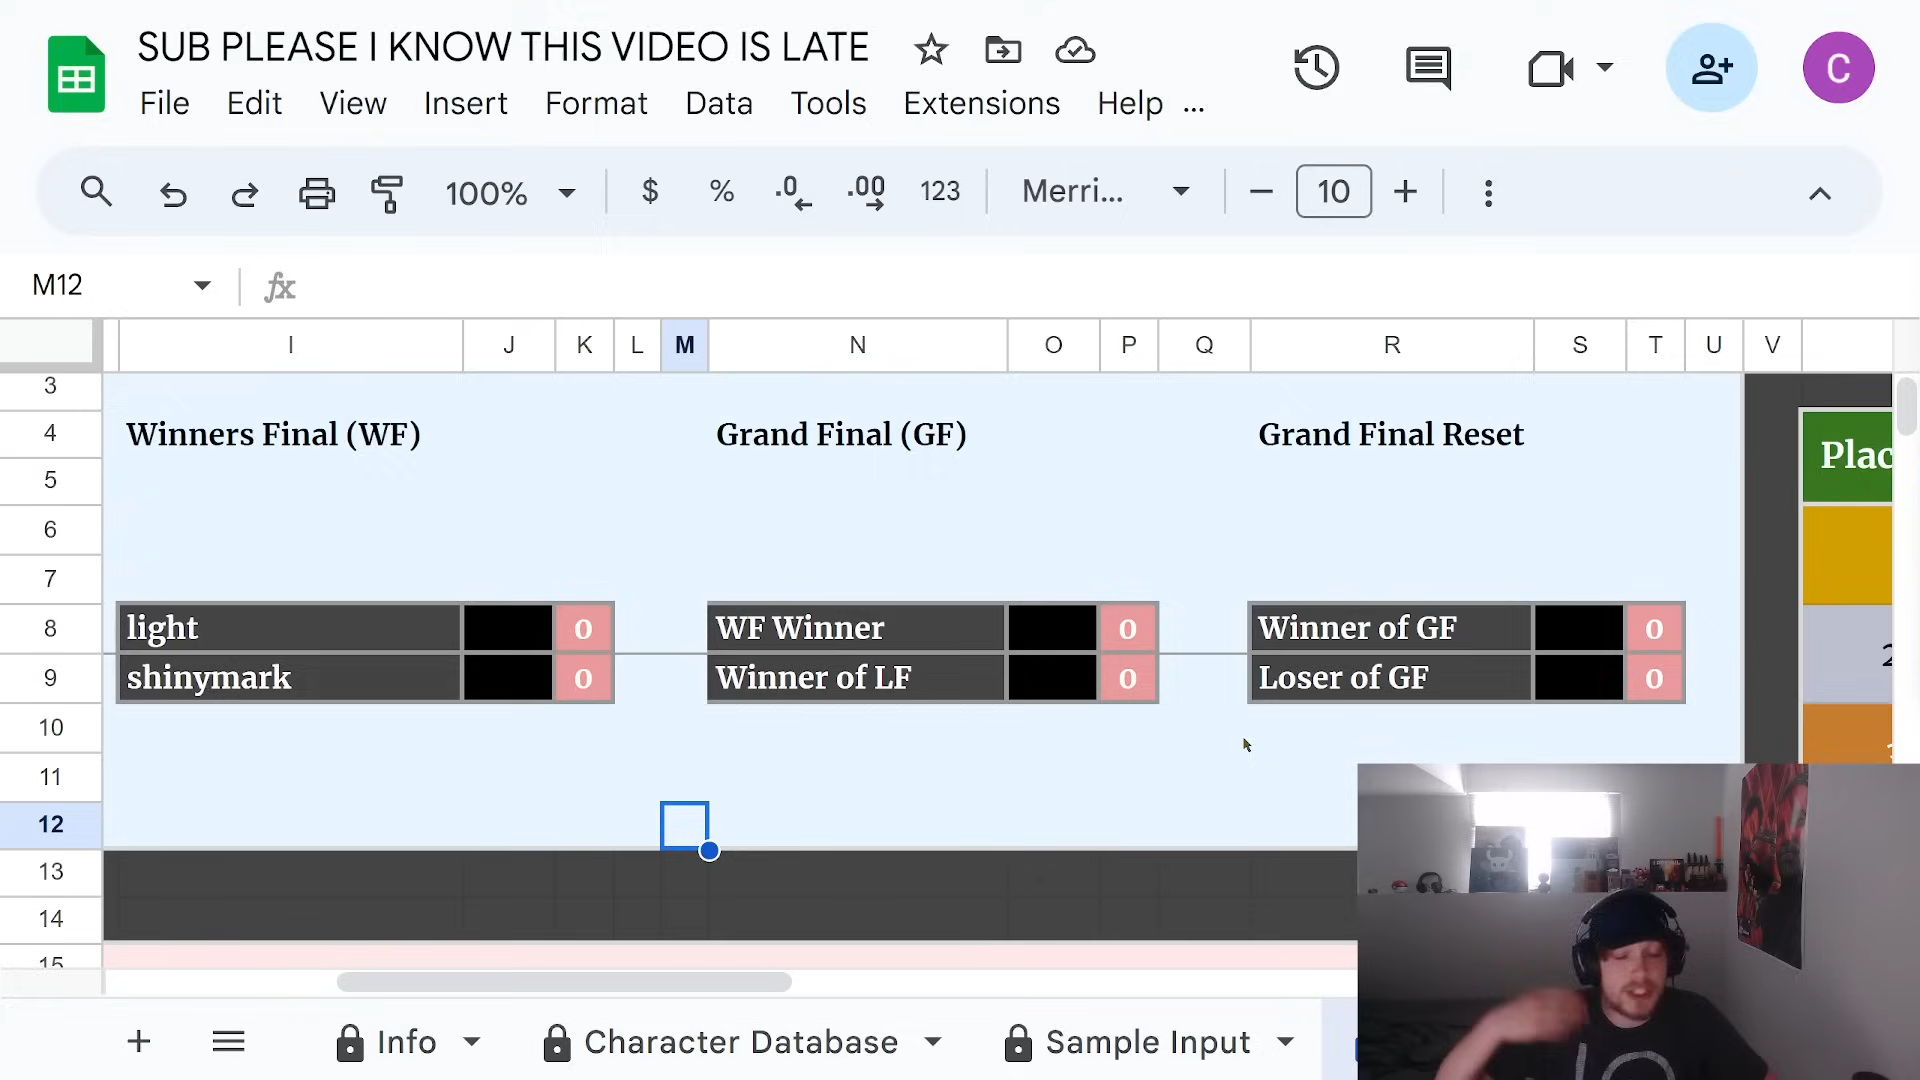 SUB PLEASE I KNOW THIS VIDEO IS LATE
File Edit View Insert Format Data Tools Extensions Help ...
C
100% $ % .0 .00 123 Merri... − 10 +
M12 fx
I J K L M N O P Q R S T U V
3
4 Winners Final (WF) Grand Final (GF) Grand Final Reset
5 Plac
6
7
8 light 0 WF Winner 0 Winner of GF 0
9 shinymark 0 Winner of LF 0 Loser of GF 0
10
11
12
13
14
15
+ Info Character Database Sample Input